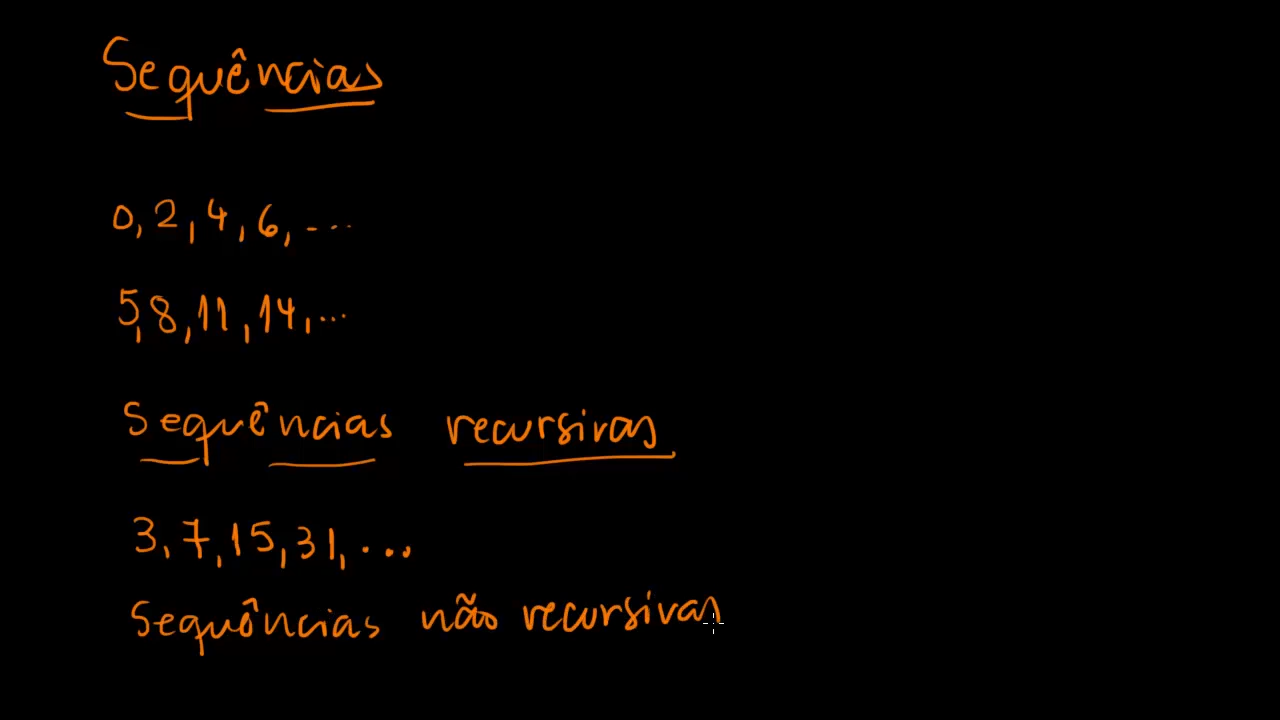 Sequências
0, 2, 4, 6, ...
5, 8, 11, 14, ...
Sequências recursivas
3, 7, 15, 31, ...
Sequências não recursivas